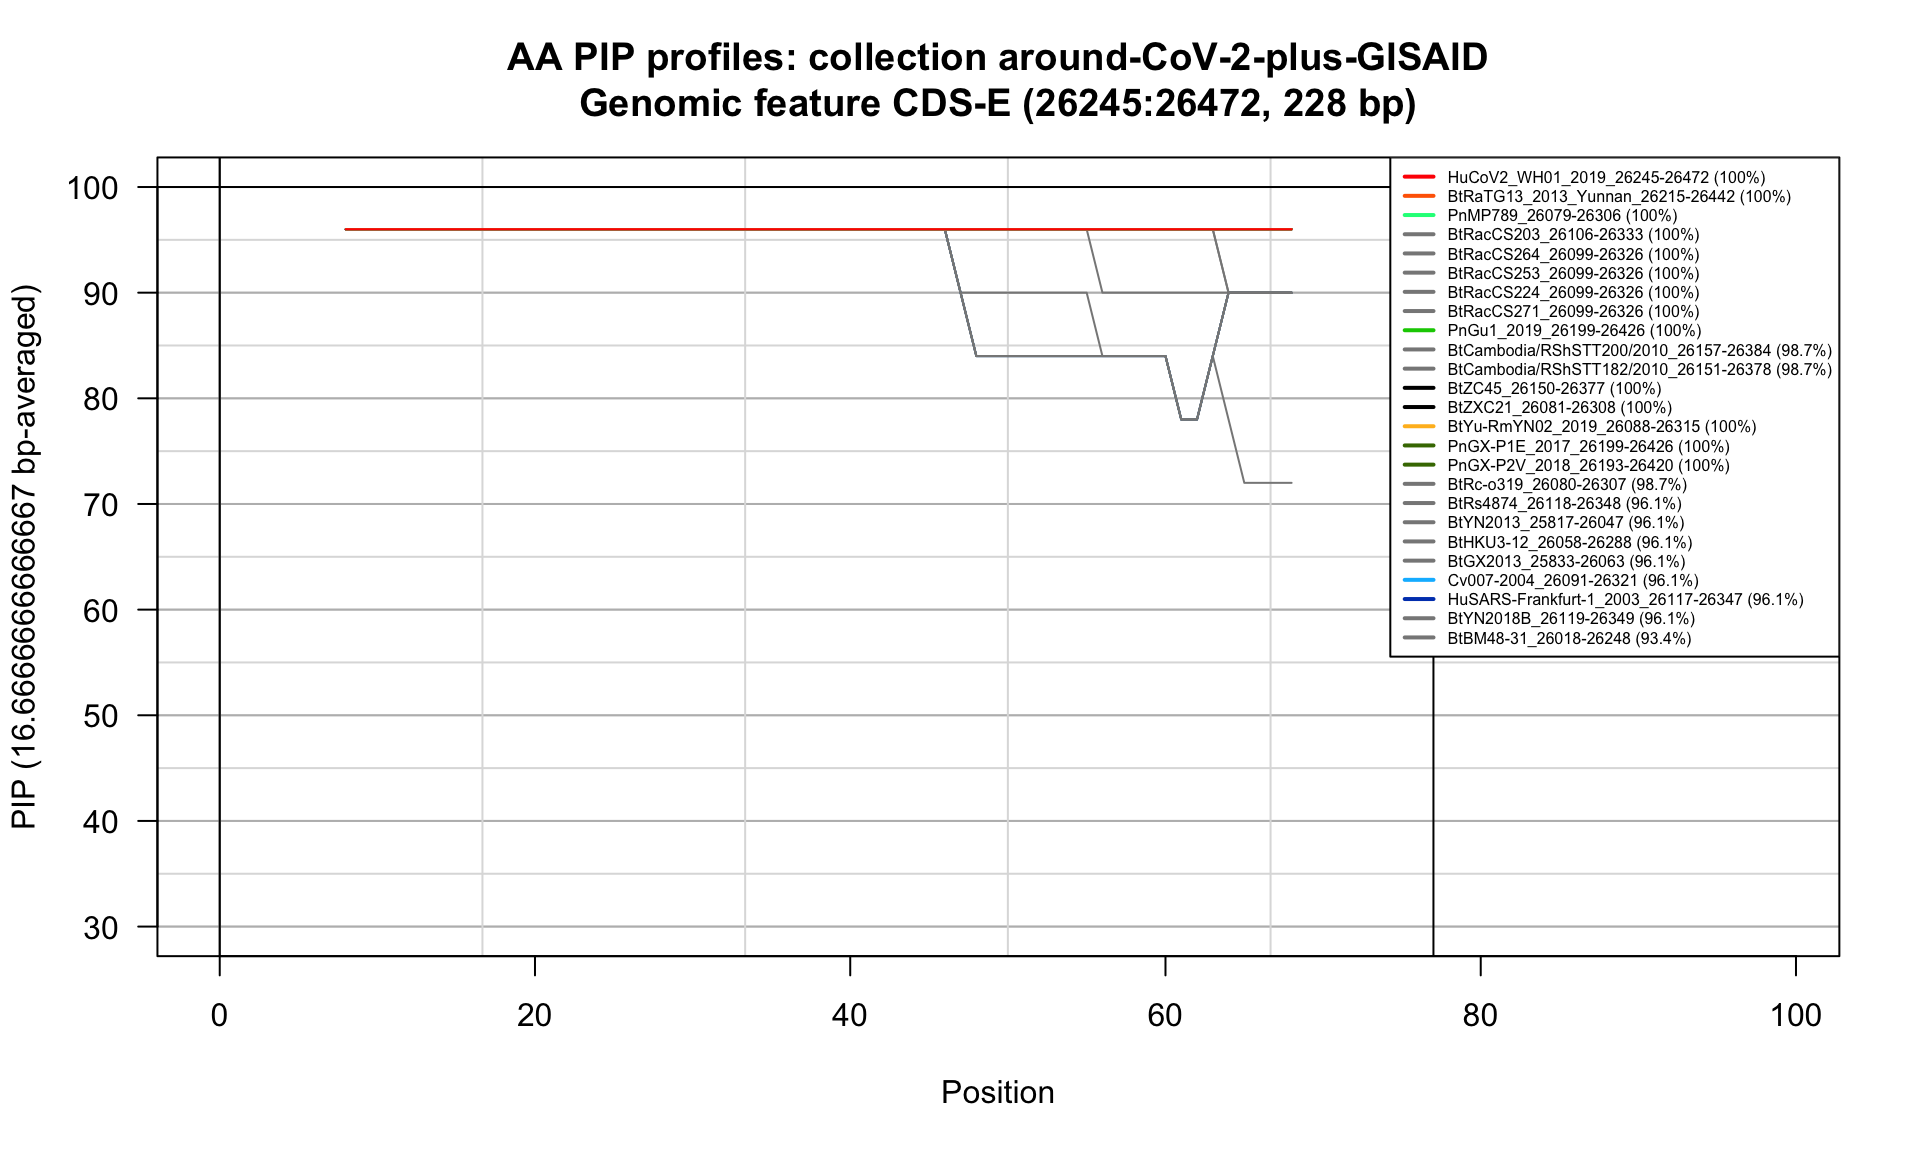 AA PIP profiles: collection around-CoV-2-plus-GISAID
Genomic feature CDS-E (26245:26472, 228 bp)
PIP (16.6666666666667 bp-averaged)
100
90
80
70
60
50
40
30
HuCoV2_WH01_2019_26245-26472 (100%)
BtRaTG13_2013_Yunnan_26215-26442 (100%)
PnMP789_26079-26306 (100%)
BtRacCS203_26106-26333 (100%)
BtRacCS264_26099-26326 (100%)
BtRacCS253_26099-26326 (100%)
BtRacCS224_26099-26326 (100%)
BtRacCS271_26099-26326 (100%)
PnGu1_2019_26199-26426 (100%)
BtCambodia/RShSTT200/2010_26157-26384 (98.7%)
BtCambodia/RShSTT182/2010_26151-26378 (98.7%)
BtZC45_26150-26377 (100%)
BtZXC21_26081-26308 (100%)
BtYu-RmYN02_2019_26088-26315 (100%)
PnGX-P1E_2017_26199-26426 (100%)
PnGX-P2V_2018_26193-26420 (100%)
BtRc-o319_26080-26307 (98.7%)
BtRs4874_26118-26348 (96.1%)
BtYN2013_25817-26047 (96.1%)
BtHKU3-12_26058-26288 (96.1%)
BtGX2013_25833-26063 (96.1%)
Cv007-2004_26091-26321 (96.1%)
HuSARS-Frankfurt-1_2003_26117-26347 (96.1%)
BtYN2018B_26119-26349 (96.1%)
BtBM48-31_26018-26248 (93.4%)
0
20
40
60
80
100
Position